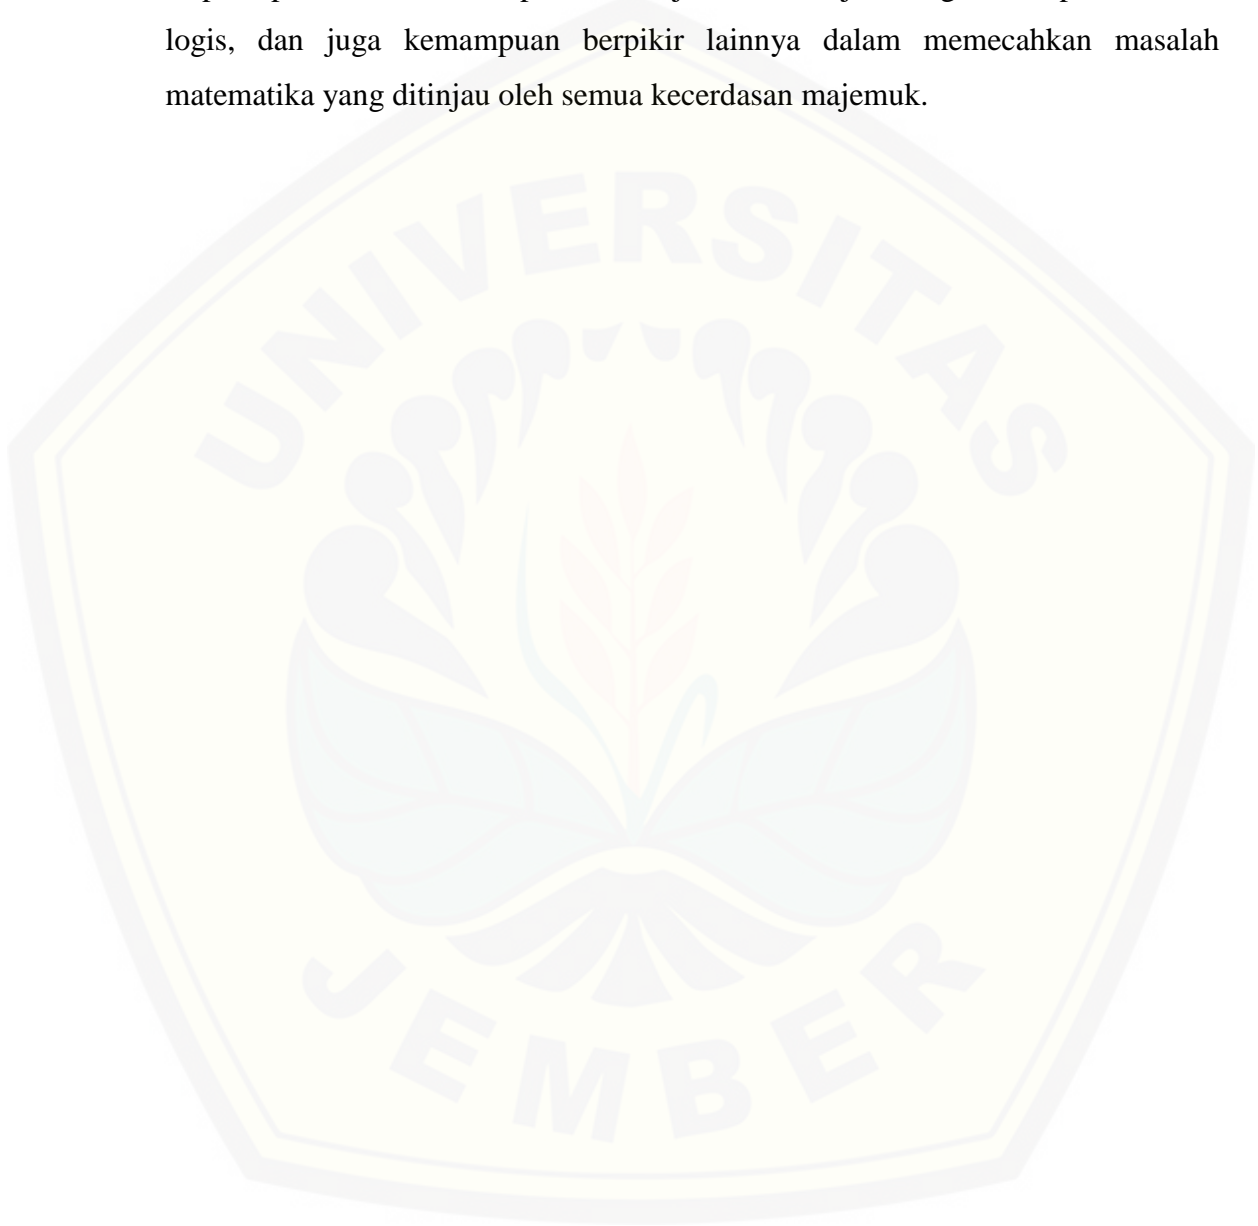 logis, dan juga kemampuan berpikir lainnya dalam memecahkan masalah
matematika yang ditinjau oleh semua kecerdasan majemuk.
UNIVERSITAS
JEMBER